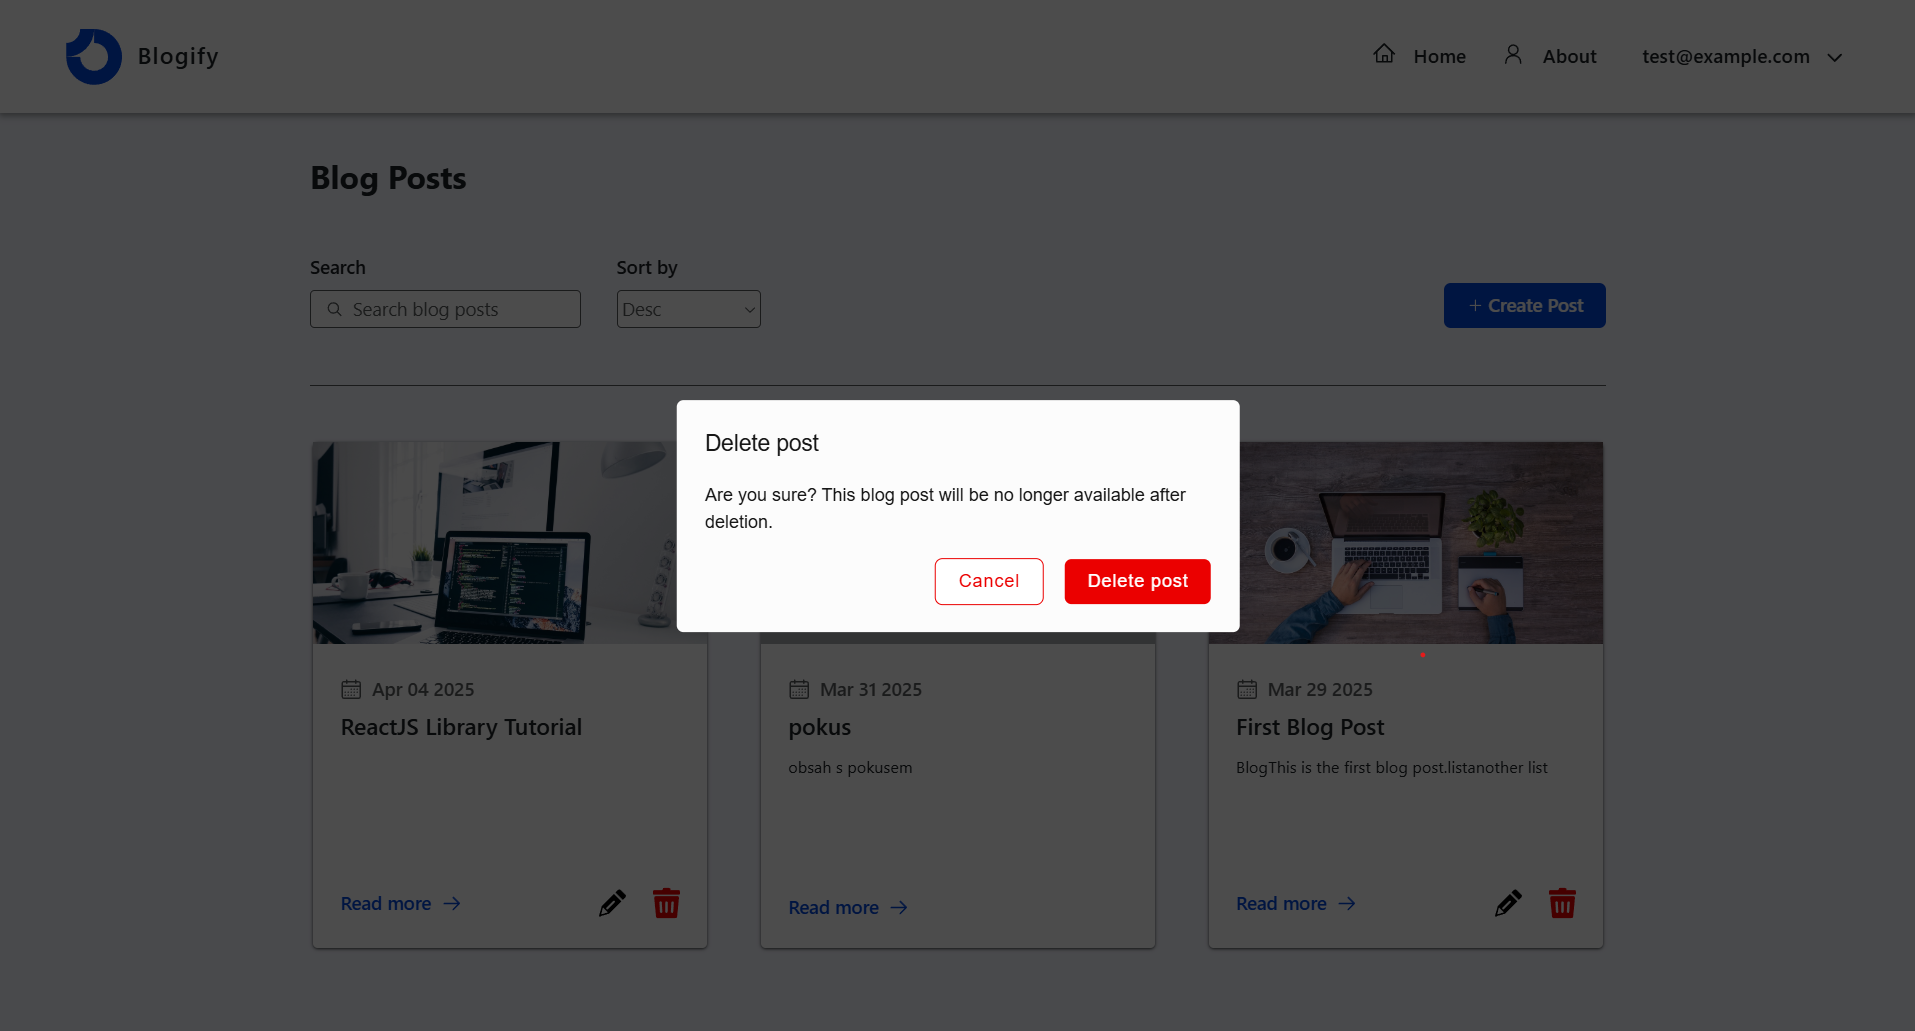 Blogify
Home
About
test@example.com
Blog Posts
Search
Sort by
Search blog posts
Desc
+ Create Post
Delete post
Are you sure? This blog post will be no longer available after
deletion.
Cancel
Delete post
Apr 04 2025
ReactJS Library Tutorial
Read more →
Mar 31 2025
pokus
obsah s pokusem
Read more →
Mar 29 2025
First Blog Post
BlogThis is the first blog post.listanother list
Read more →